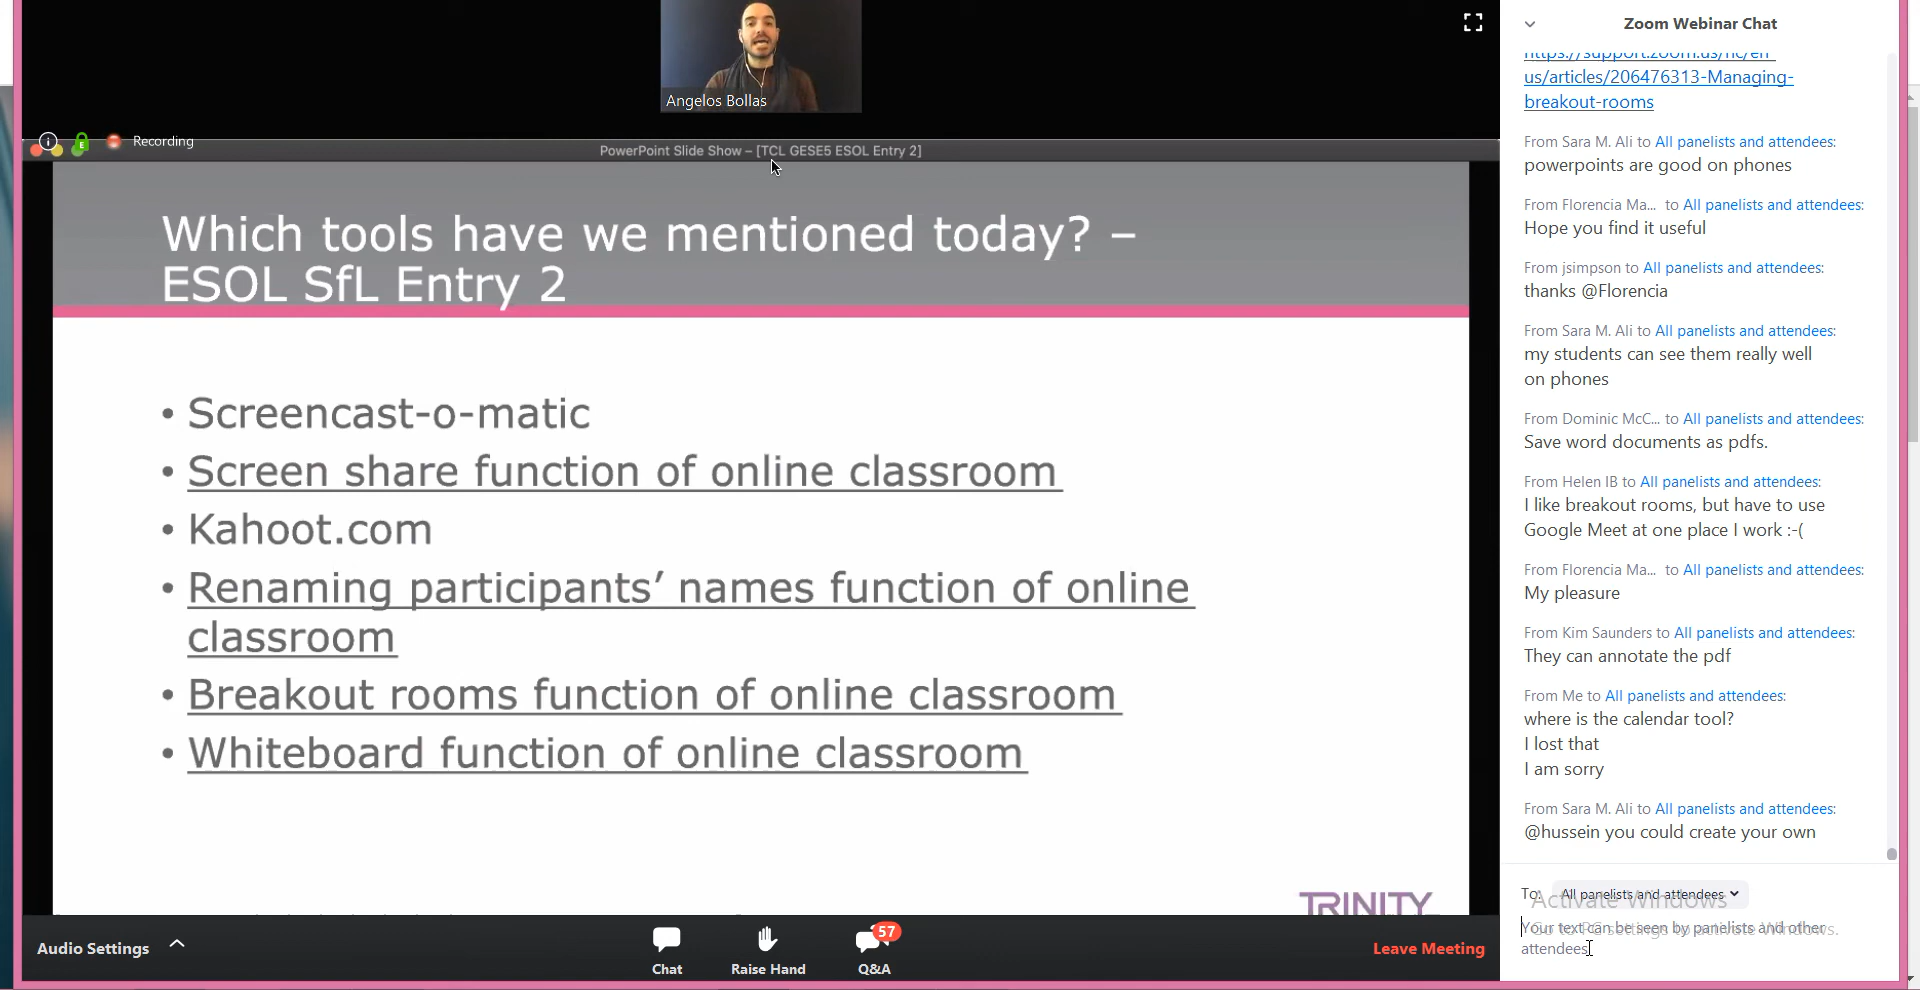 Angelos Bollas
Recording
PowerPoint Slide Show – [TCL GESE5 ESOL Entry 2]
Which tools have we mentioned today? –
ESOL SfL Entry 2
• Screencast-o-matic
• Screen share function of online classroom
• Kahoot.com
• Renaming participants’ names function of online
classroom
• Breakout rooms function of online classroom
• Whiteboard function of online classroom
TRINITY
Audio Settings
Chat
Raise Hand
57
Q&A
Leave Meeting
Zoom Webinar Chat
https://support.zoom.us/hc/en-
us/articles/206476313-Managing-
breakout-rooms
From Sara M. Ali to All panelists and attendees:
powerpoints are good on phones
From Florencia Ma... to All panelists and attendees:
Hope you find it useful
From jsimpson to All panelists and attendees:
thanks @Florencia
From Sara M. Ali to All panelists and attendees:
my students can see them really well
on phones
From Dominic McC... to All panelists and attendees:
Save word documents as pdfs.
From Helen IB to All panelists and attendees:
I like breakout rooms, but have to use
Google Meet at one place I work :-(
From Florencia Ma... to All panelists and attendees:
My pleasure
From Kim Saunders to All panelists and attendees:
They can annotate the pdf
From Me to All panelists and attendees:
where is the calendar tool?
I lost that
I am sorry
From Sara M. Ali to All panelists and attendees:
@hussein you could create your own
To: All panelists and attendees
Activate Windows
Go to PC settings to activate Windows.
Your text can be seen by panelists and other
attendees